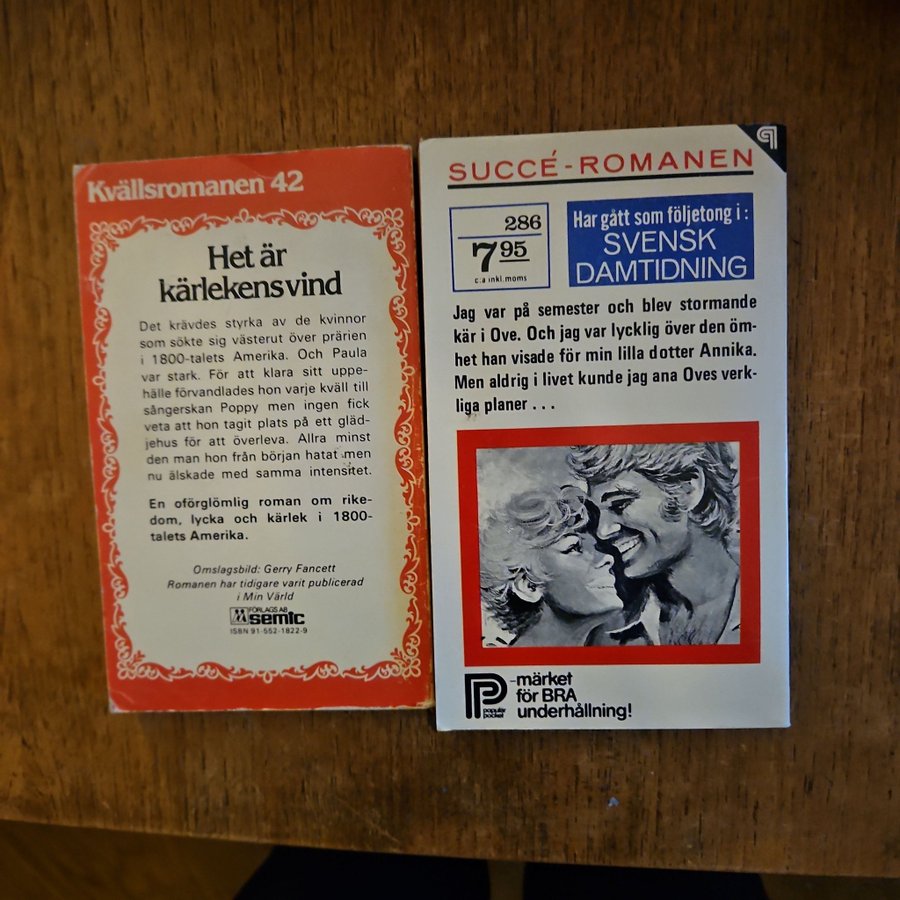 Kvällsromanen 42
Het är
kärlekens vind
Det krävdes styrka av de kvinnor
som sökte sig västerut över prärien
i 1800-talets Amerika. Och Paula
var stark. För att klara sitt uppe-
hälle förvandlades hon varje kväll till
sångerskan Poppy men ingen fick
veta att hon tagit plats på ett gläd-
jehus för att överleva. Allra minst
den man hon från början hatat men
nu älskade med samma intensitet.
En oförglömlig roman om rike-
dom, lycka och kärlek i 1800-
talets Amerika.
Omslagsbild: Gerry Fancett
Romanen har tidigare varit publicerad
i Min Värld
FÖRLAGS AB
semic
ISBN 91-552-1822-9
SUCCÉ-ROMANEN
286
7 95
c:a inkl. moms
Har gått som följetong i:
SVENSK
DAMTIDNING
Jag var på semester och blev stormande
kär i Ove. Och jag var lycklig över den öm-
het han visade för min lilla dotter Annika.
Men aldrig i livet kunde jag ana Oves verk-
liga planer . . .
P
populär
pocket
-märket
för BRA
underhållning!